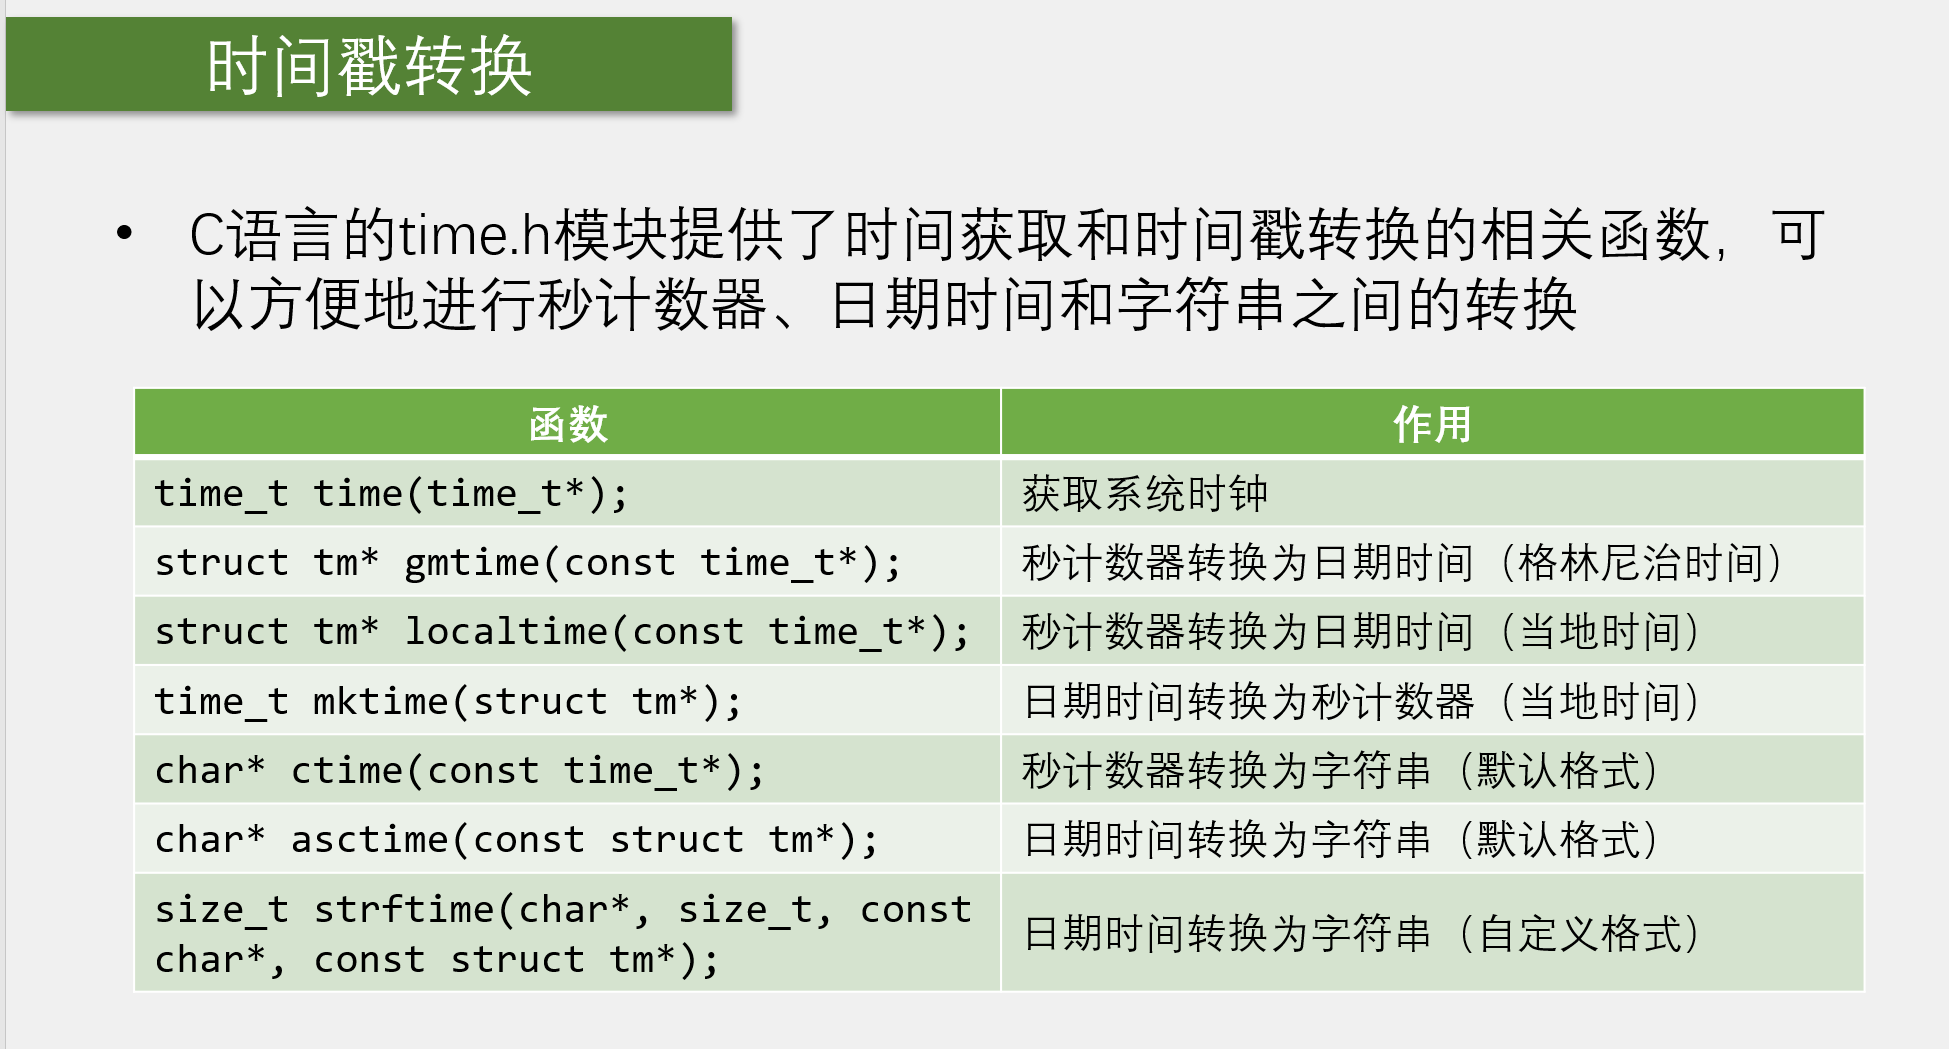 时间戳转换
• C语言的time.h模块提供了时间获取和时间戳转换的相关函数，可
以方便地进行秒计数器、日期时间和字符串之间的转换
函数 作用
time_t time(time_t*); 获取系统时钟
struct tm* gmtime(const time_t*); 秒计数器转换为日期时间（格林尼治时间）
struct tm* localtime(const time_t*); 秒计数器转换为日期时间（当地时间）
time_t mktime(struct tm*); 日期时间转换为秒计数器（当地时间）
char* ctime(const time_t*); 秒计数器转换为字符串（默认格式）
char* asctime(const struct tm*); 日期时间转换为字符串（默认格式）
size_t strftime(char*, size_t, const
char*, const struct tm*);
日期时间转换为字符串（自定义格式）